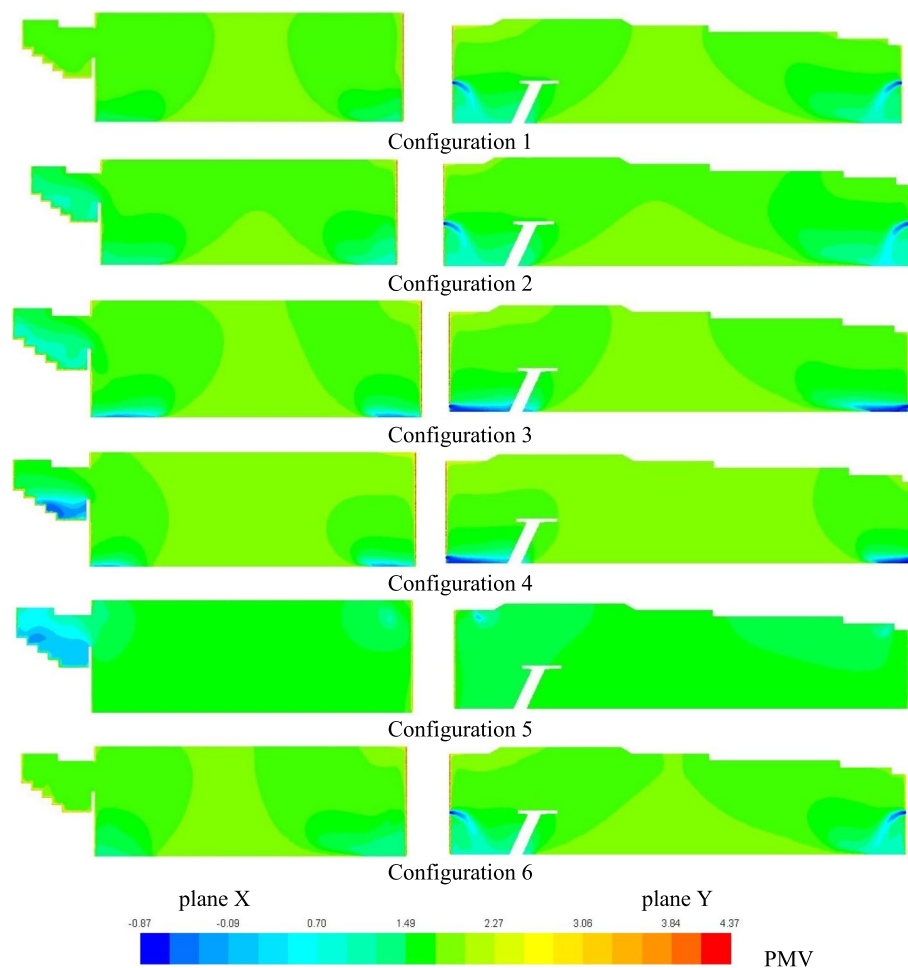 Configuration 1
Configuration 2
Configuration 3
Configuration 4
Configuration 5
Configuration 6
plane X plane Y
-0.87 -0.09 0.70 1.49 2.27 3.06 3.84 4.37
PMV